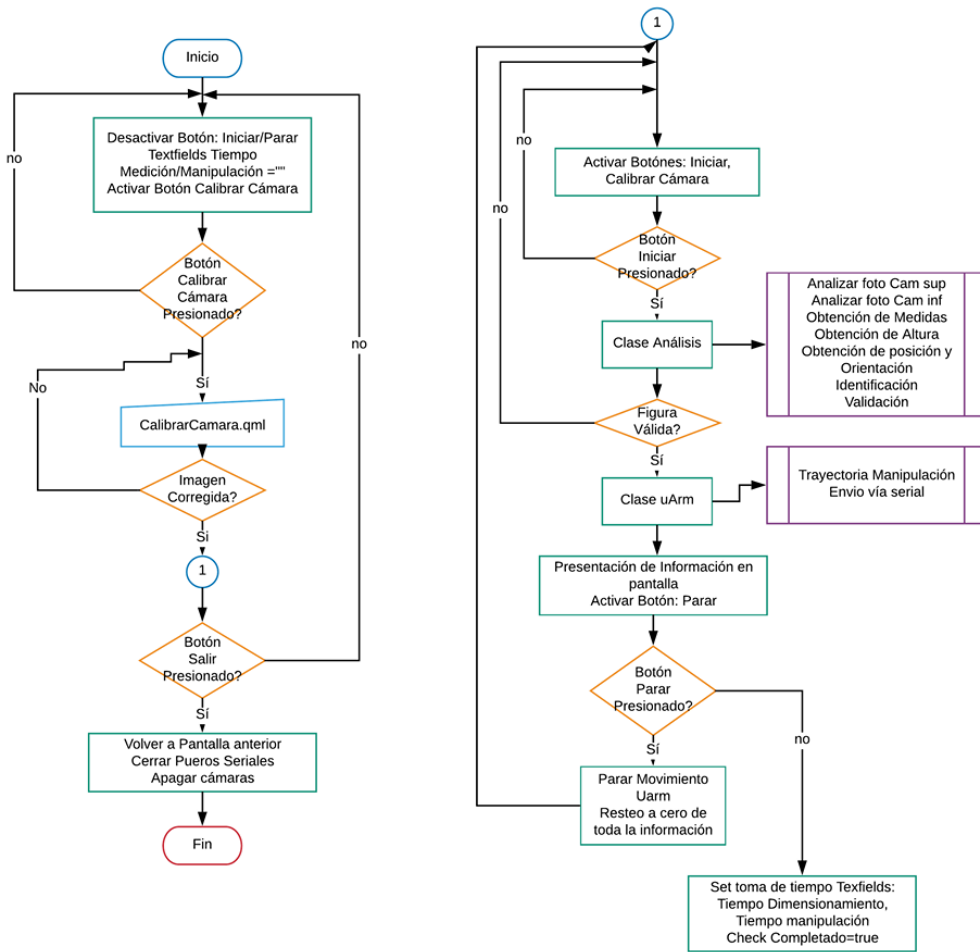 Inicio
Desactivar Botón: Iniciar/Parar
Textfields Tiempo
Medición/Manipulación =""
Activar Botón Calibrar Cámara
no
Botón
Calibrar
Cámara
Presionado?
no
No
Sí
CalibrarCamara.qml
Imagen
Corregida?
Si
1
Botón
Salir
Presionado?
Sí
Volver a Pantalla anterior
Cerrar Pueros Seriales
Apagar cámaras
Fin
1
Activar Botónes: Iniciar,
Calibrar Cámara
no
no
Botón
Iniciar
Presionado?
Sí
Clase Análisis
Analizar foto Cam sup
Analizar foto Cam inf
Obtención de Medidas
Obtención de Altura
Obtención de posición y
Orientación
Identificación
Validación
Figura
Válida?
Sí
Clase uArm
Trayectoria Manipulación
Envio vía serial
Presentación de Información en
pantalla
Activar Botón: Parar
Botón
Parar
Presionado?
no
Sí
Parar Movimiento
Uarm
Reseteo a cero de
toda la información
Set toma de tiempo Texfields:
Tiempo Dimensionamiento,
Tiempo manipulación
Check Completado=true